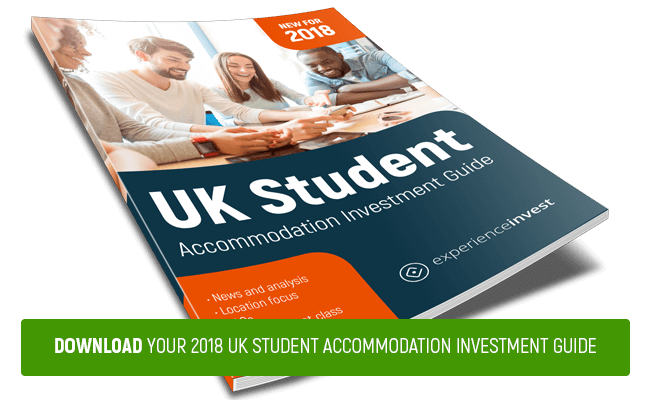 NEW FOR
2018
UK Student
Accommodation Investment Guide
experienceinvest
• News and analysis
• Location focus
class
DOWNLOAD YOUR 2018 UK STUDENT ACCOMMODATION INVESTMENT GUIDE